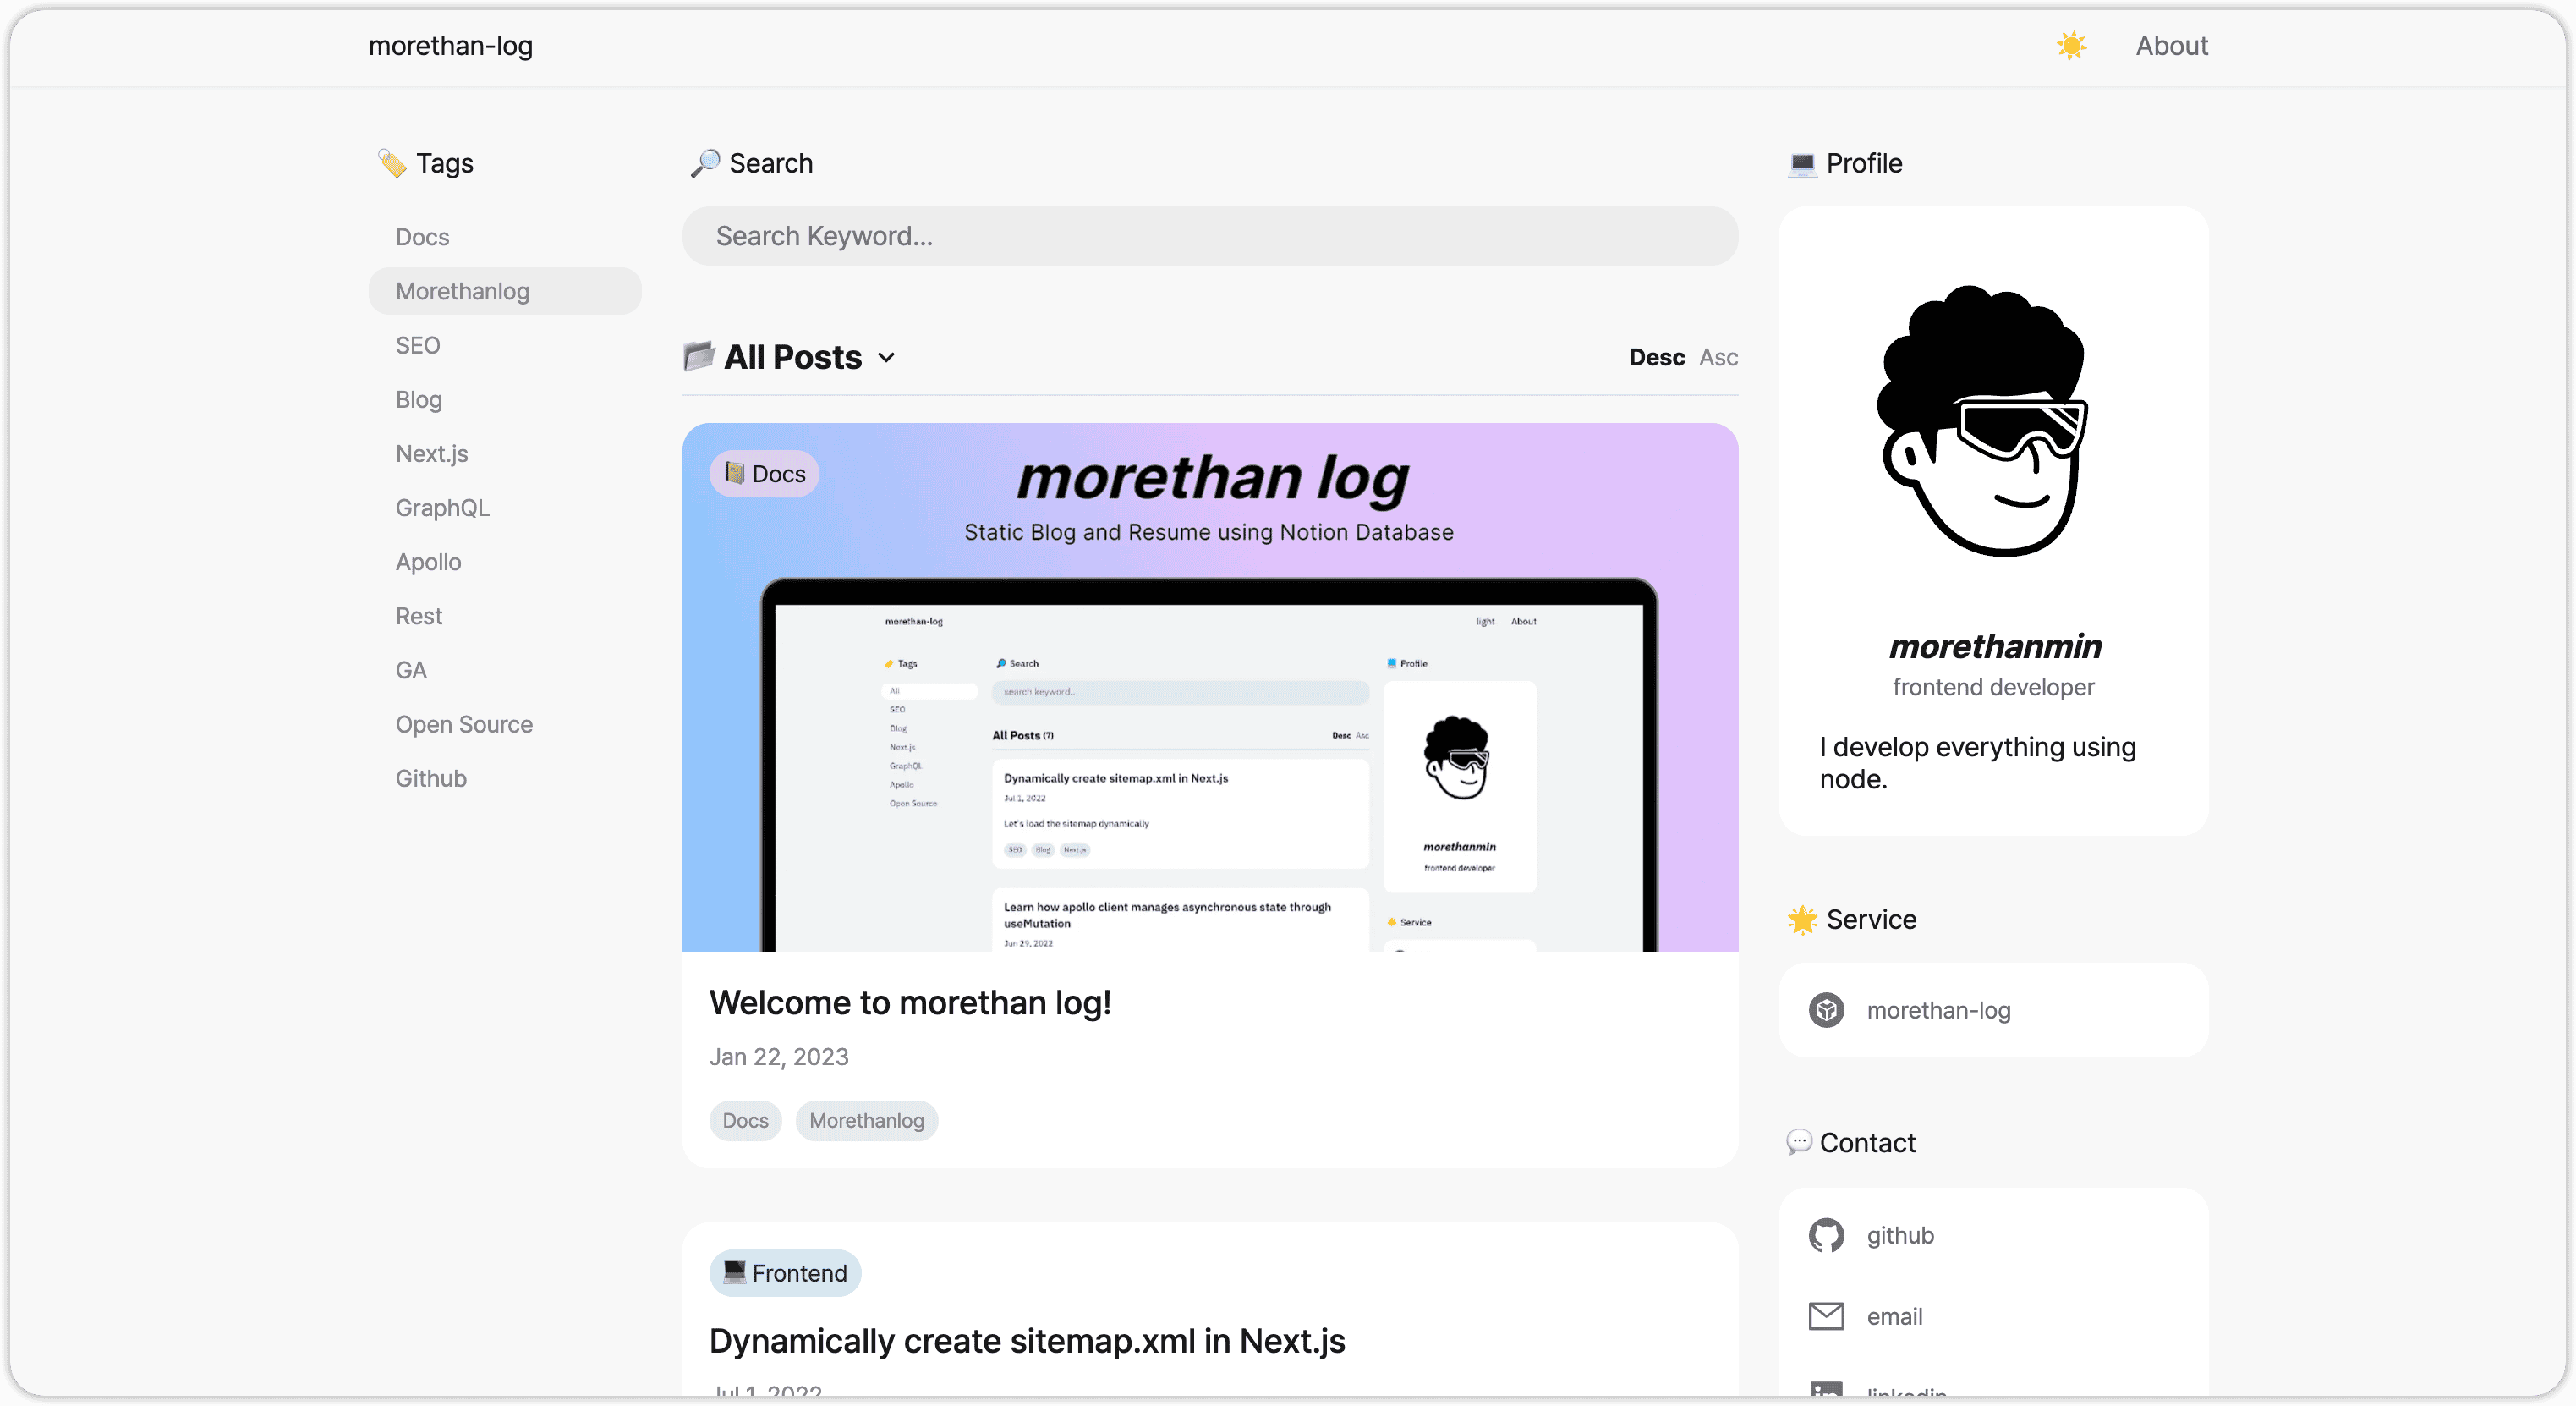 morethan-log
About
Tags
Docs
Morethanlog
SEO
Blog
Next.js
GraphQL
Apollo
Rest
GA
Open Source
Github
Search
Search Keyword...
All Posts
Desc Asc
Docs
morethan log
Static Blog and Resume using Notion Database
morethan-log
light About
Tags
All
SEO
Blog
Next.js
GraphQL
Apollo
Open Source
Search
search keyword..
All Posts (7)
Desc Asc
Dynamically create sitemap.xml in Next.js
Jul 1, 2022
Let's load the sitemap dynamically
SEO Blog Next.js
Learn how apollo client manages asynchronous state through
useMutation
Jun 29, 2022
Profile
morethanmin
frontend developer
Service
Welcome to morethan log!
Jan 22, 2023
Docs Morethanlog
Frontend
Dynamically create sitemap.xml in Next.js
Jul 1, 2022
Profile
morethanmin
frontend developer
I develop everything using
node.
Service
morethan-log
Contact
github
email
linkedin